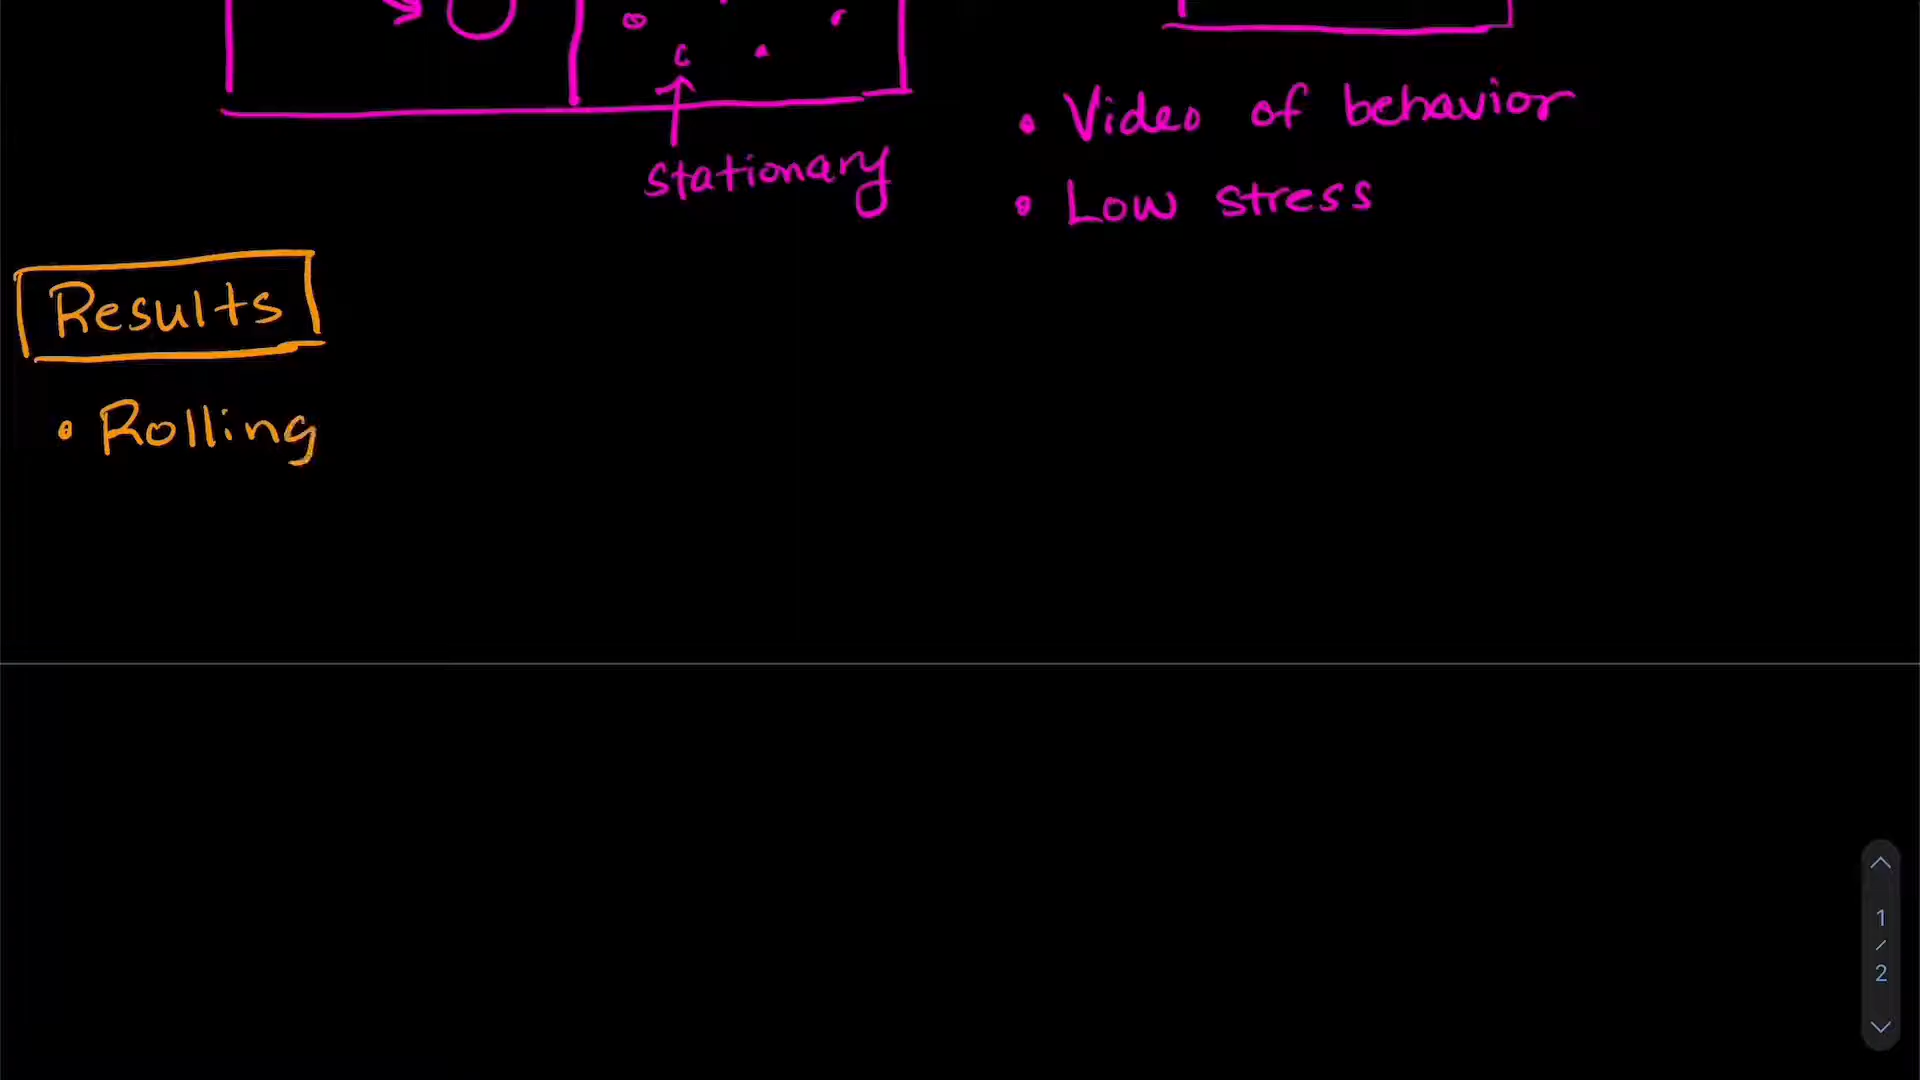 Stationary
• Video of behavior
• Low stress
Results
• Rolling
1
/
2